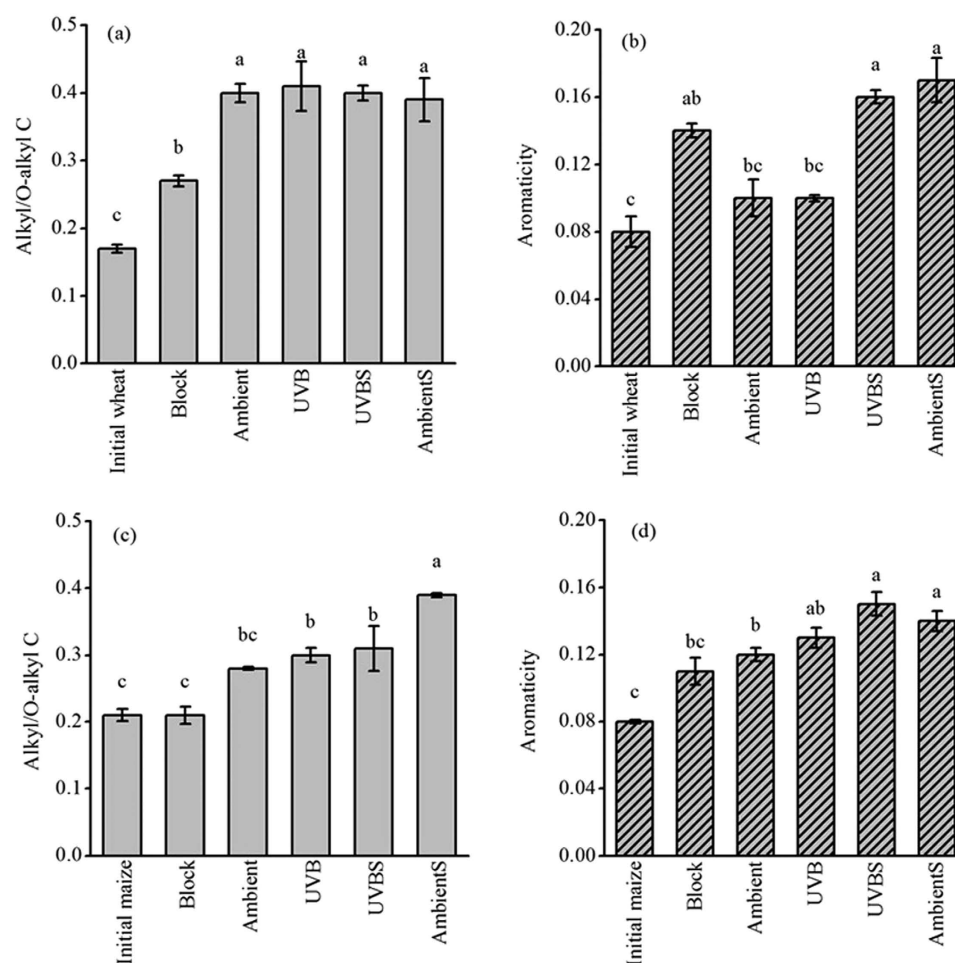 (a)
Alkyl/O-alkyl C
0.5
0.4
0.3
0.2
0.1
0.0
c
b
a
a
a
a
Initial wheat
Block
Ambient
UVB
UVBS
AmbientS
(b)
Aromaticity
0.20
0.16
0.12
0.08
0.04
0.00
c
ab
bc
bc
a
a
Initial wheat
Block
Ambient
UVB
UVBS
AmbientS
(c)
Alkyl/O-alkyl C
0.5
0.4
0.3
0.2
0.1
0.0
c
c
bc
b
b
a
Initial maize
Block
Ambient
UVB
UVBS
AmbientS
(d)
Aromaticity
0.20
0.16
0.12
0.08
0.04
0.00
c
bc
b
ab
a
a
Initial maize
Block
Ambient
UVB
UVBS
AmbientS